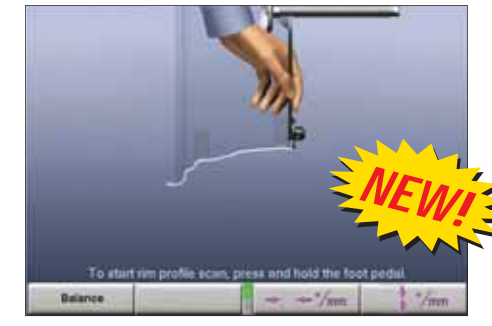 NEW!
To start rim profile scan, press and hold the foot pedal.
Balance "/mm "/mm